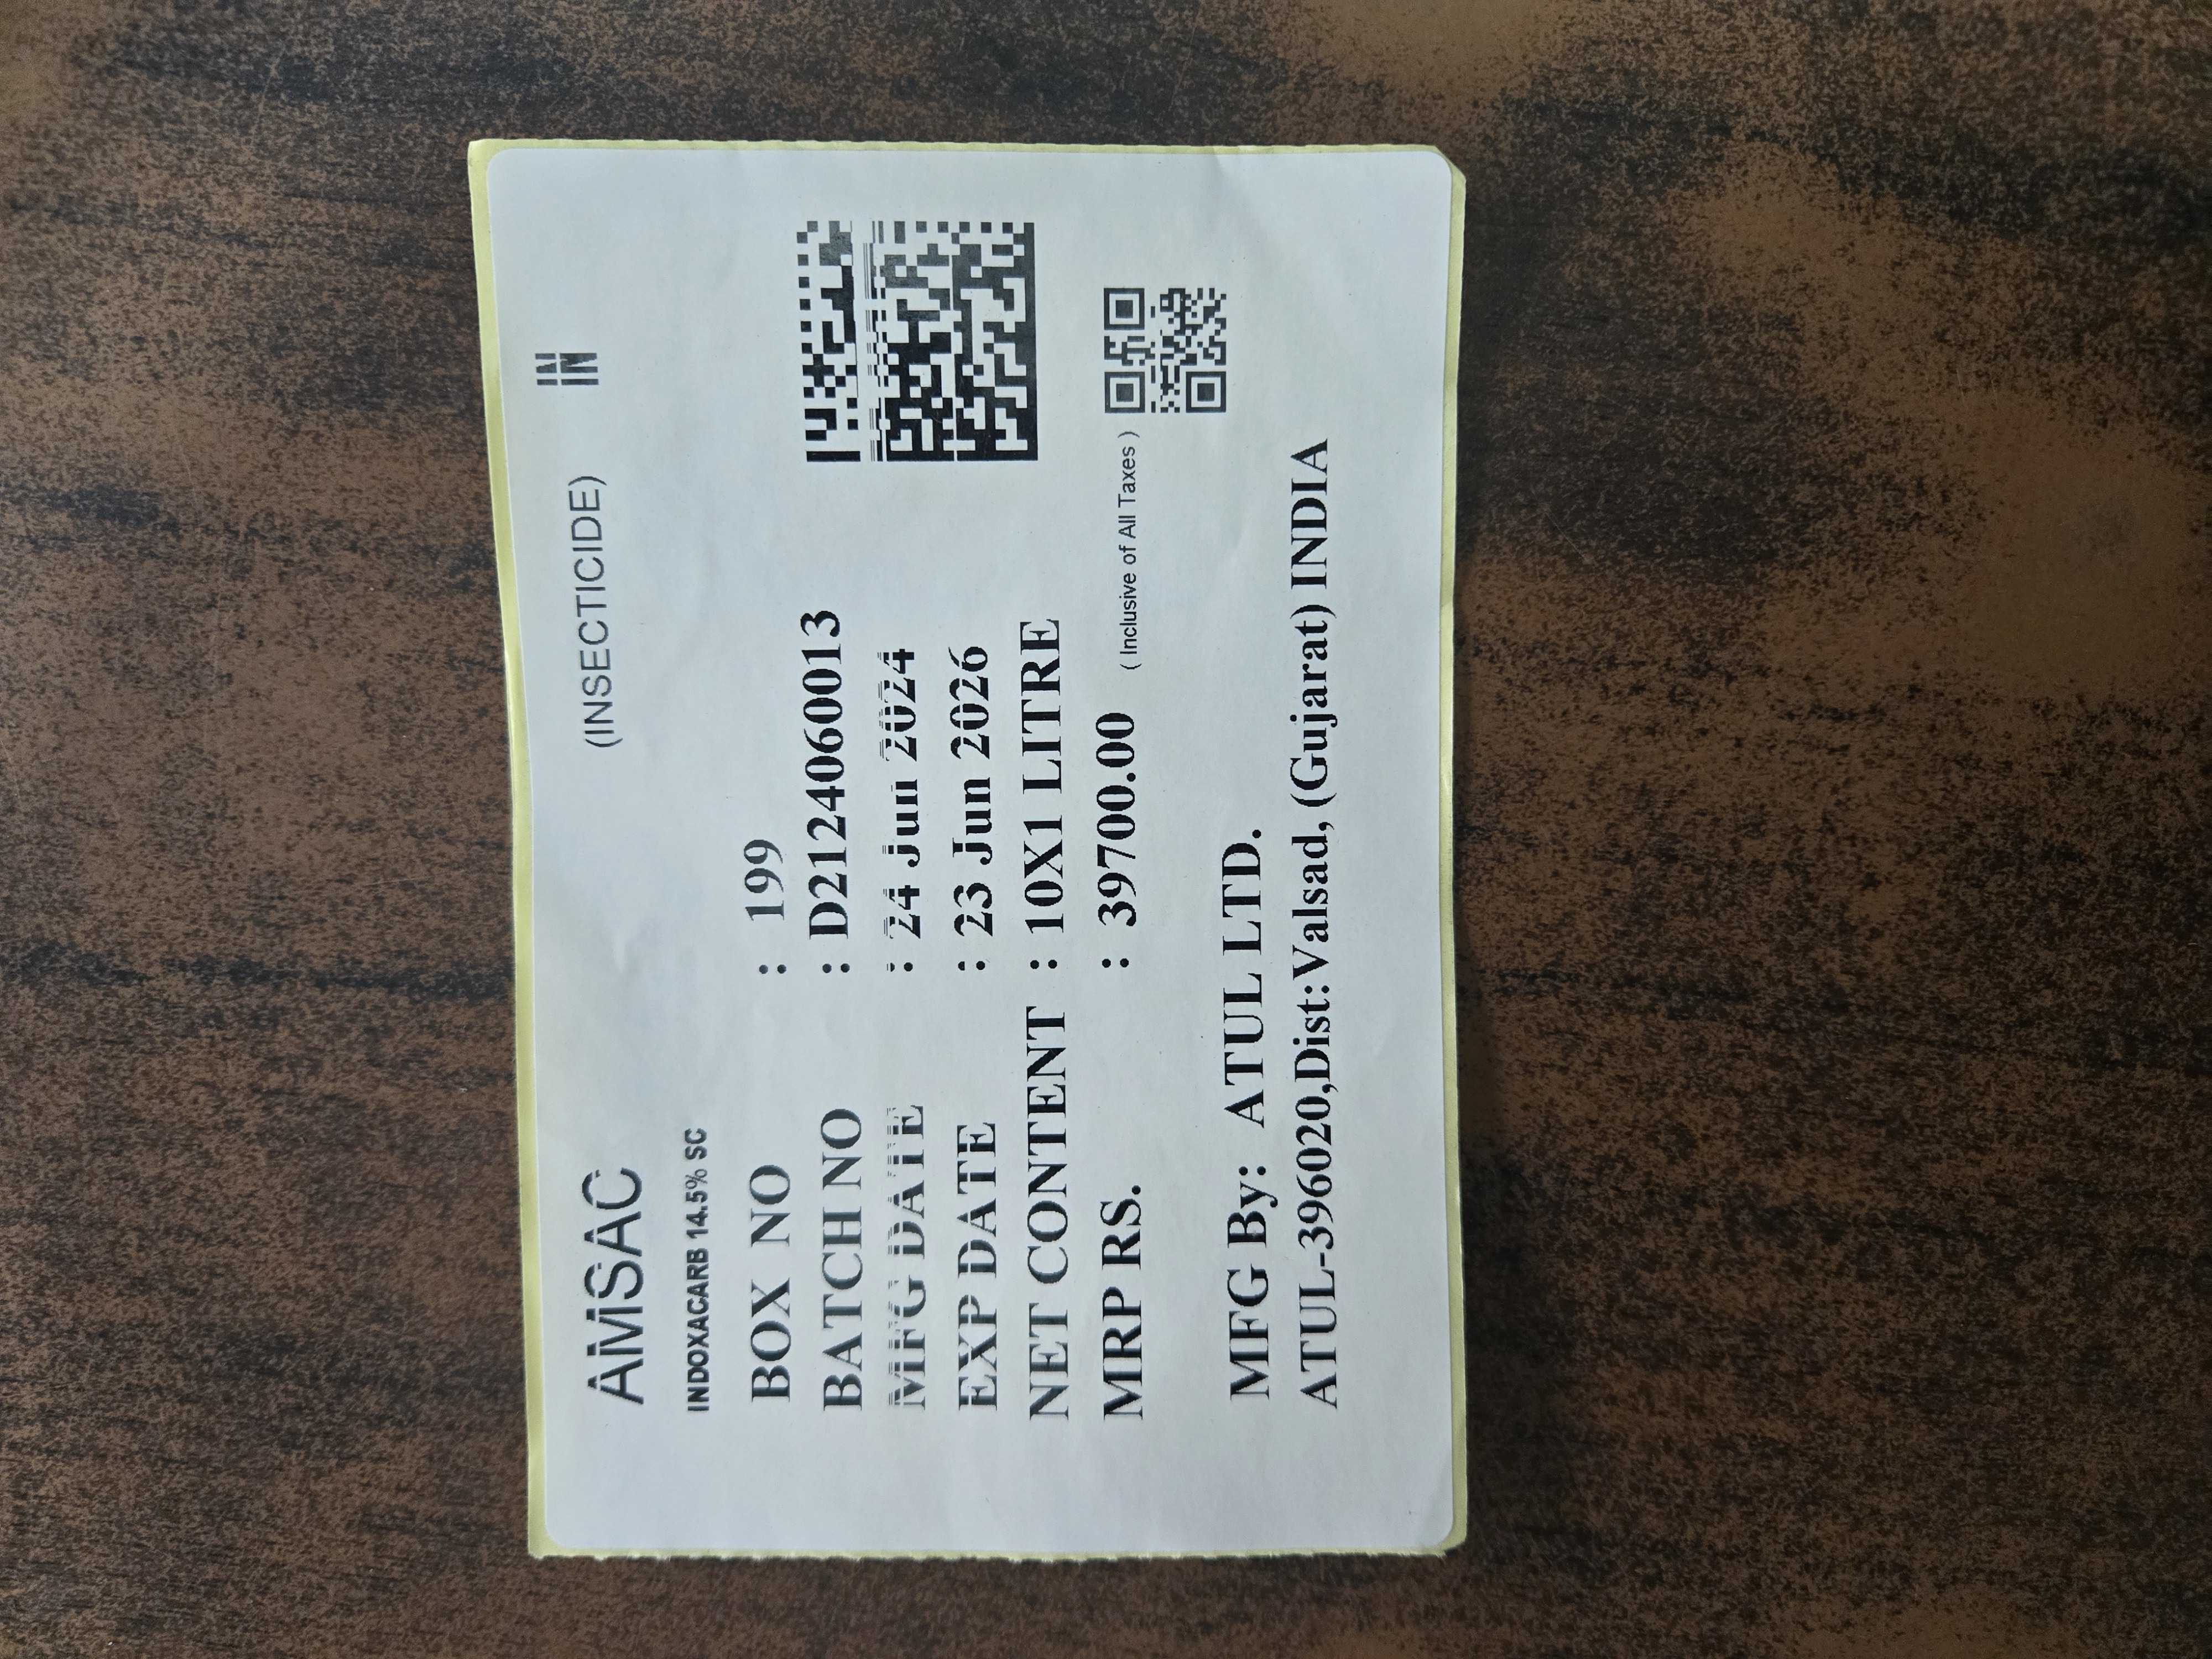 AMSAC (INSECTICIDE) IN
INDOXACARB 14.5% SC
BOX NO : 199
BATCH NO : D2124060013
MFG DATE : 24 Jun 2024
EXP DATE : 23 Jun 2026
NET CONTENT : 10X1 LITRE
MRP RS. : 39700.00 ( Inclusive of All Taxes )
MFG By: ATUL LTD.
ATUL-396020,Dist:Valsad, (Gujarat) INDIA